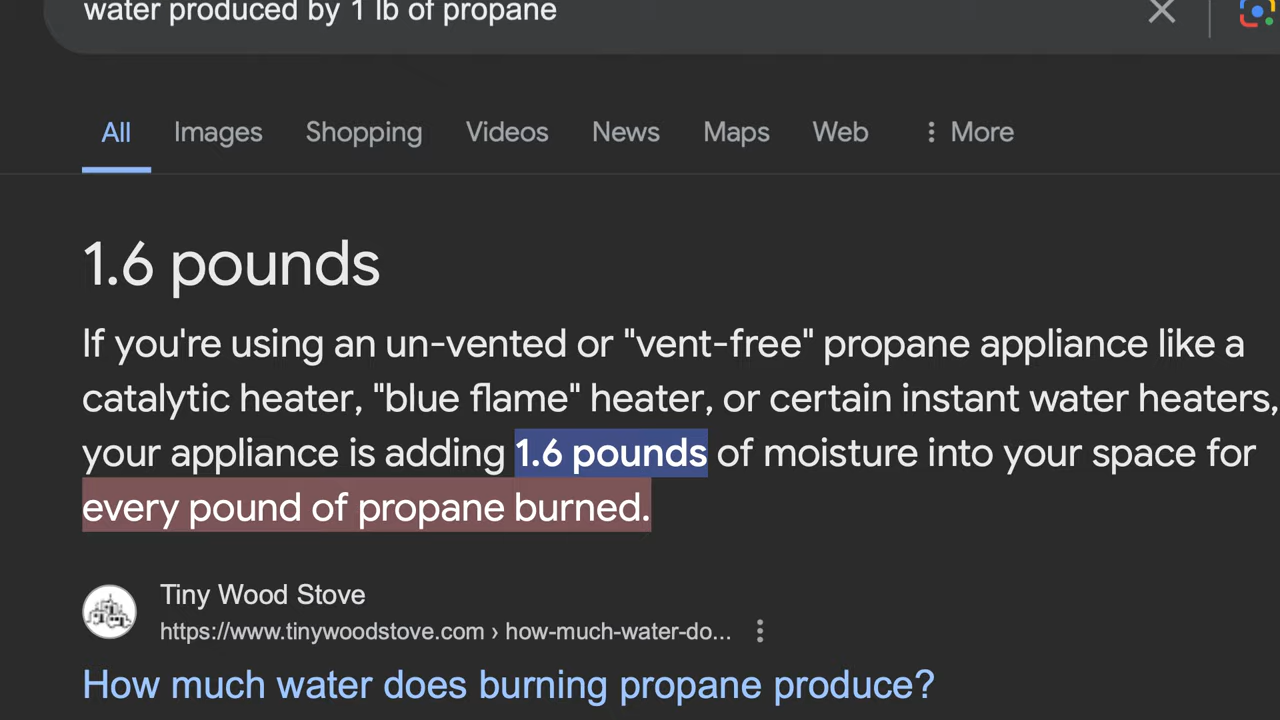 water produced by 1 lb of propane
All Images Shopping Videos News Maps Web More
1.6 pounds
If you're using an un-vented or "vent-free" propane appliance like a
catalytic heater, "blue flame" heater, or certain instant water heaters,
your appliance is adding 1.6 pounds of moisture into your space for
every pound of propane burned.
Tiny Wood Stove
https://www.tinywoodstove.com › how-much-water-do...
How much water does burning propane produce?